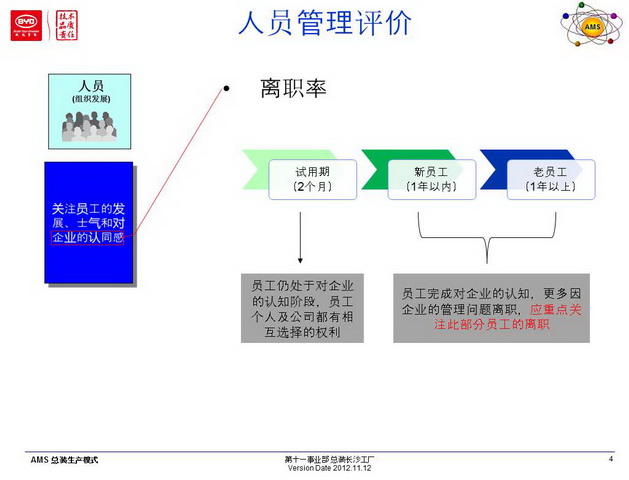 BYD
技术
品质
责任
人员管理评价
AMS
人员
(组织发展)
• 离职率
关注员工的发
展、士气和对
企业的认同感
试用期
（2个月）
新员工
（1年以内）
老员工
（1年以上）
员工仍处于对企业
的认知阶段，员工
个人及公司都有相
互选择的权利
员工完成对企业的认知，更多因
企业的管理问题离职，应重点关
注此部分员工的离职
AMS 总装生产模式
第十一事业部总装长沙工厂
Version Date 2012.11.12
4